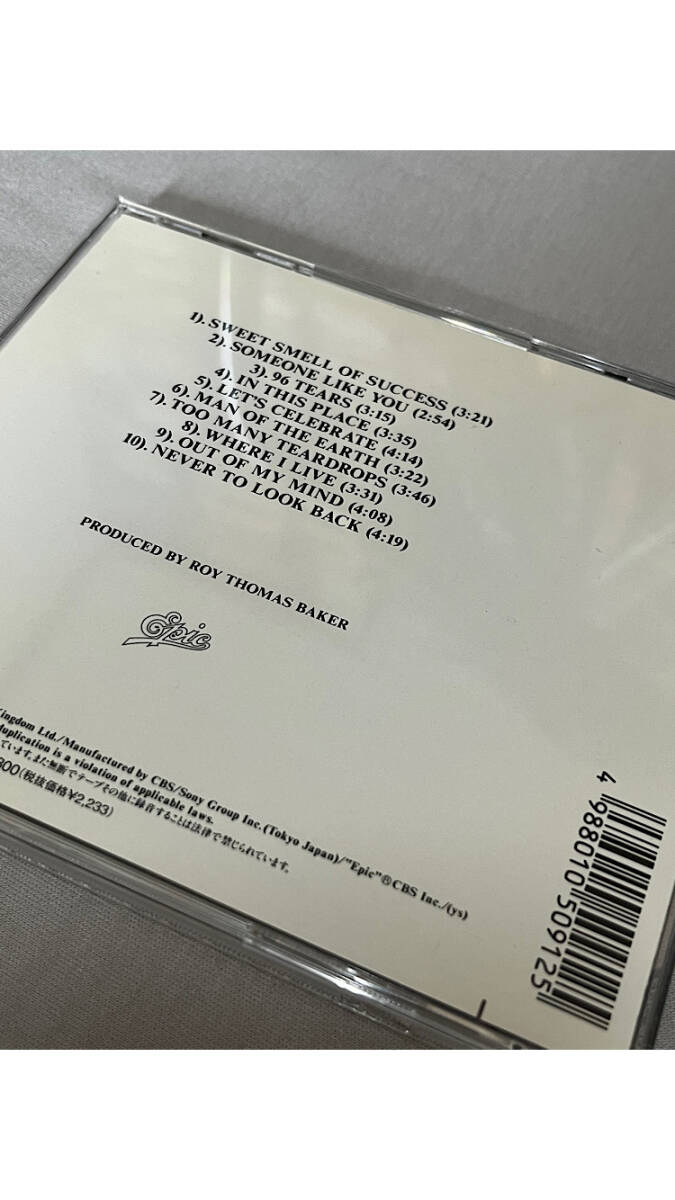 1). SWEET SMELL OF SUCCESS (3:21)
2). SOMEONE LIKE YOU (2:54)
3). 96 TEARS (3:15)
4). IN THIS PLACE (3:35)
5). LET'S CELEBRATE (4:14)
6). MAN OF THE EARTH (3:22)
7). TOO MANY TEARDROPS (3:46)
8). WHERE I LIVE (3:31)
9). OUT OF MY MIND (4:08)
10). NEVER TO LOOK BACK (4:19)
PRODUCED BY ROY THOMAS BAKER
Epic
Kingdom Ltd./Manufactured by CBS/Sony Group Inc. (Tokyo Japan)/"Epic"®CBS Inc./(ys)
duplication is a violation of applicable laws.
ています。また無断でテープその他に録音することは法律で禁じられています。
(税抜価格¥2,233)
4 988010 509125